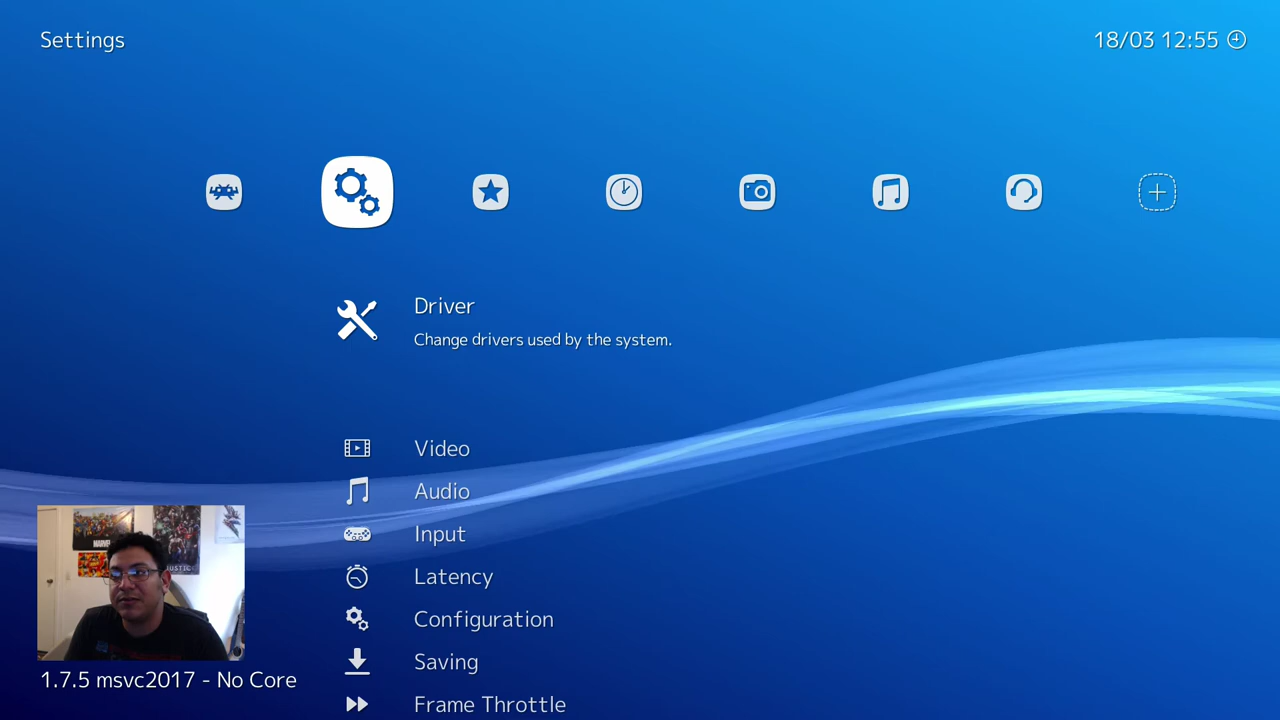 Settings
18/03 12:55
Driver
Change drivers used by the system.
Video
Audio
Input
Latency
Configuration
Saving
Frame Throttle
MARVEL
1.7.5 msvc2017 - No Core